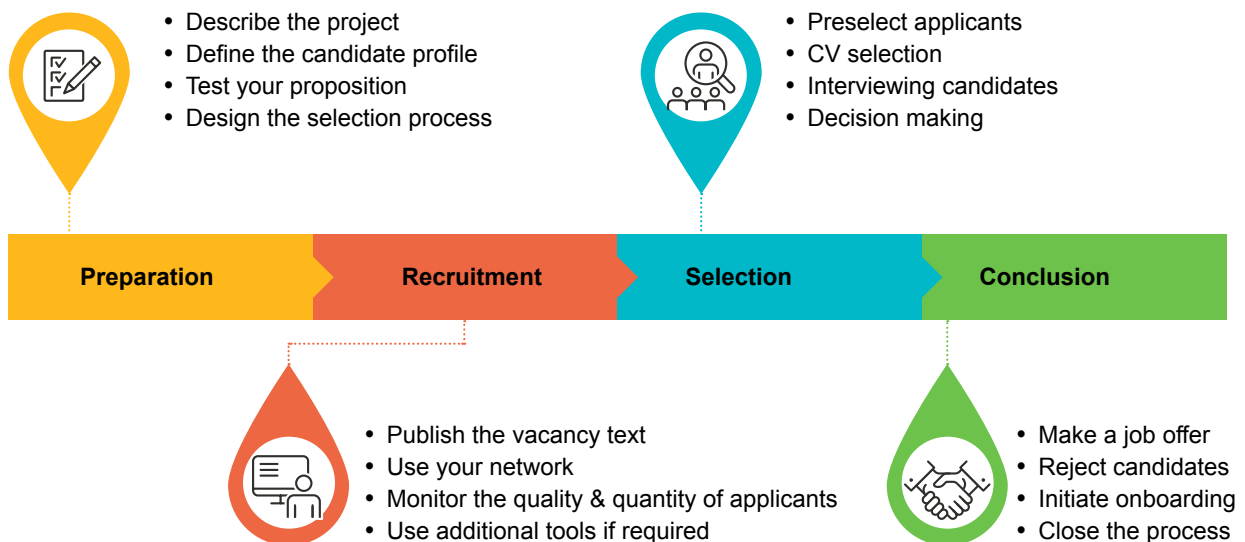 • Describe the project
• Define the candidate profile
• Test your proposition
• Design the selection process
• Preselect applicants
• CV selection
• Interviewing candidates
• Decision making
Preparation
Recruitment
Selection
Conclusion
• Publish the vacancy text
• Use your network
• Monitor the quality & quantity of applicants
• Use additional tools if required
• Make a job offer
• Reject candidates
• Initiate onboarding
• Close the process